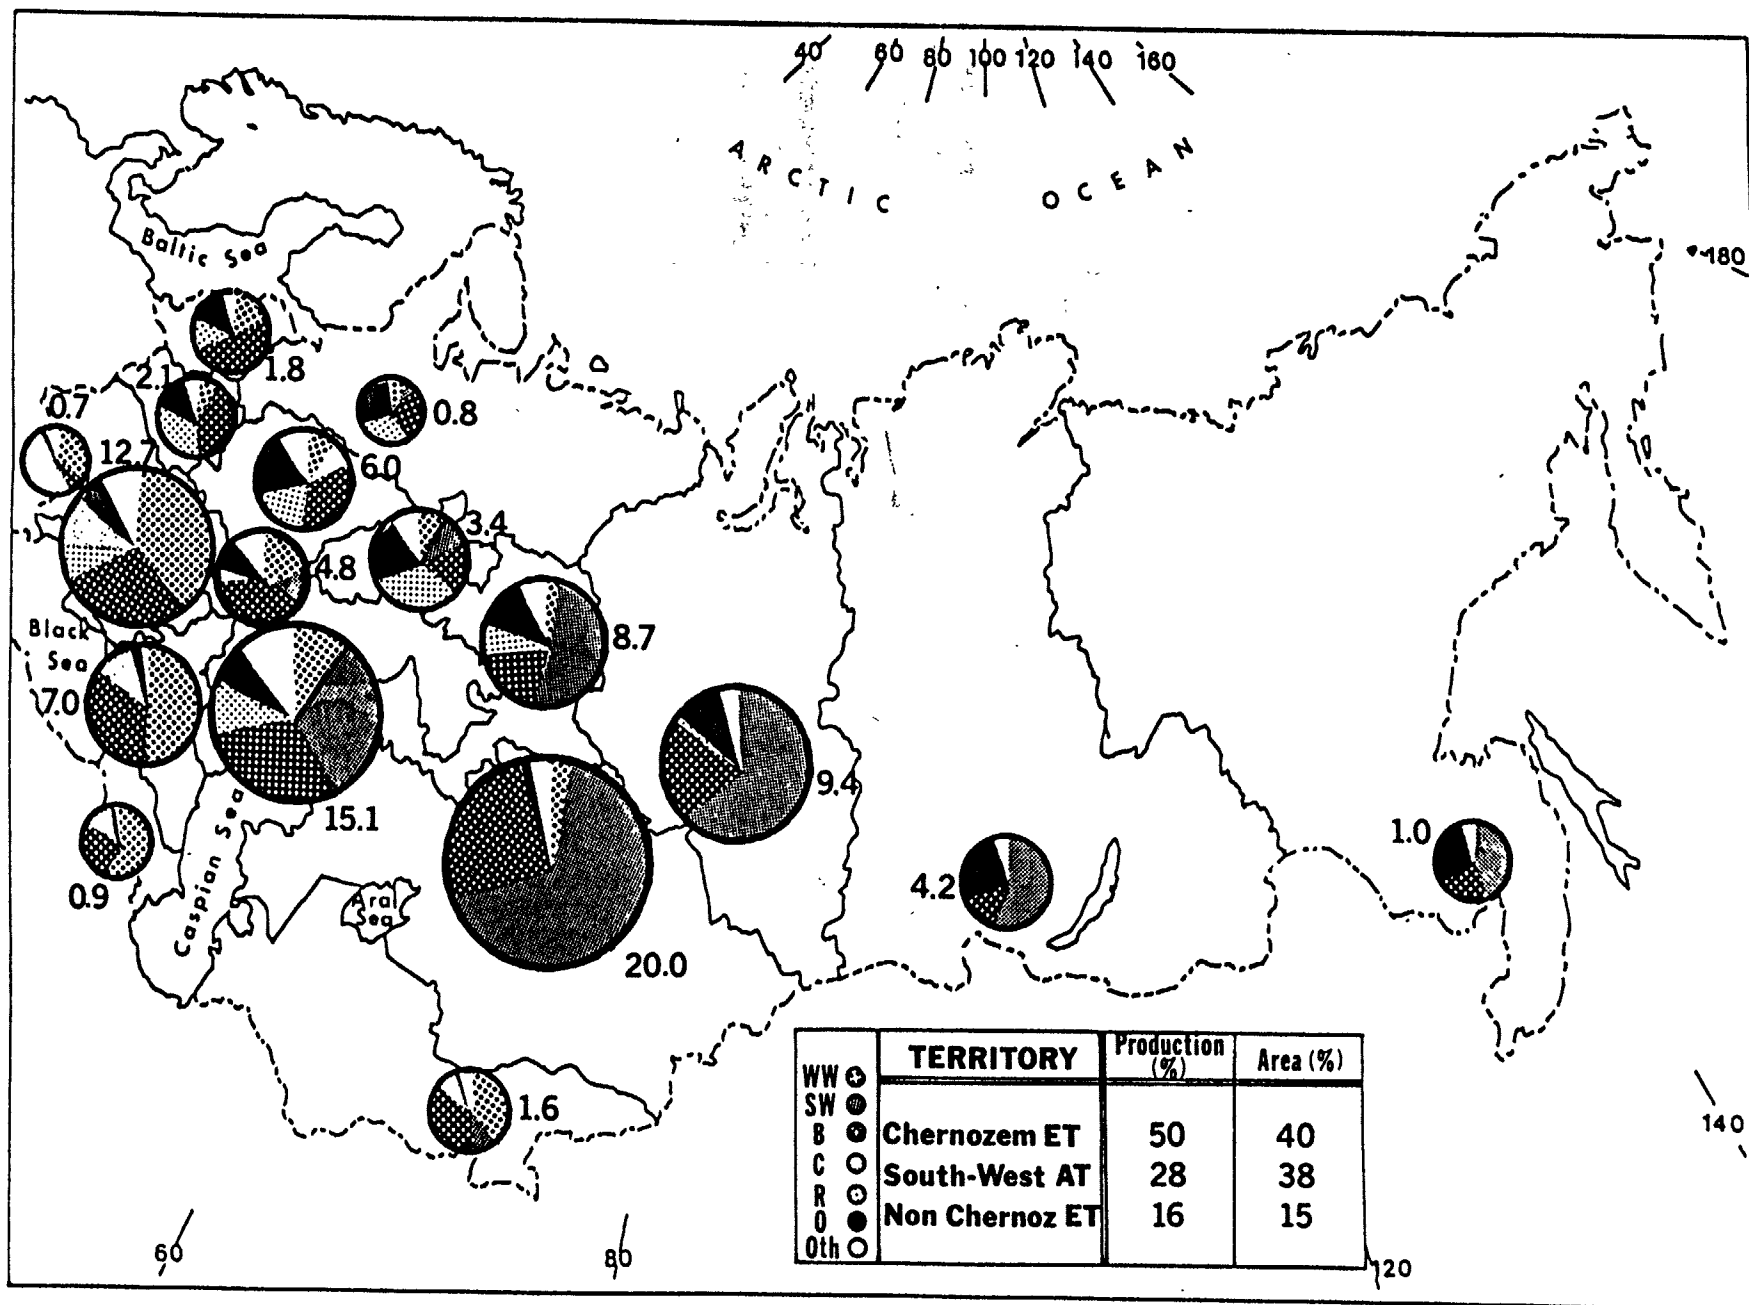 40 60 80 100 120 140 160
ARCTIC OCEAN
180
Baltic Sea
1.8
2.1
0.7
0.8
12.7
6.0
3.4
4.8
Black
Sea
8.7
7.0
9.4
15.1
1.0
4.2
0.9
Caspian Sea
Aral
Sea
20.0
1.6
TERRITORY Production (%) Area (%)
WW
SW
B
C
R
O
Oth
Chernozem ET 50 40
South-West AT 28 38
Non Chernoz ET 16 15
140
60
80
120